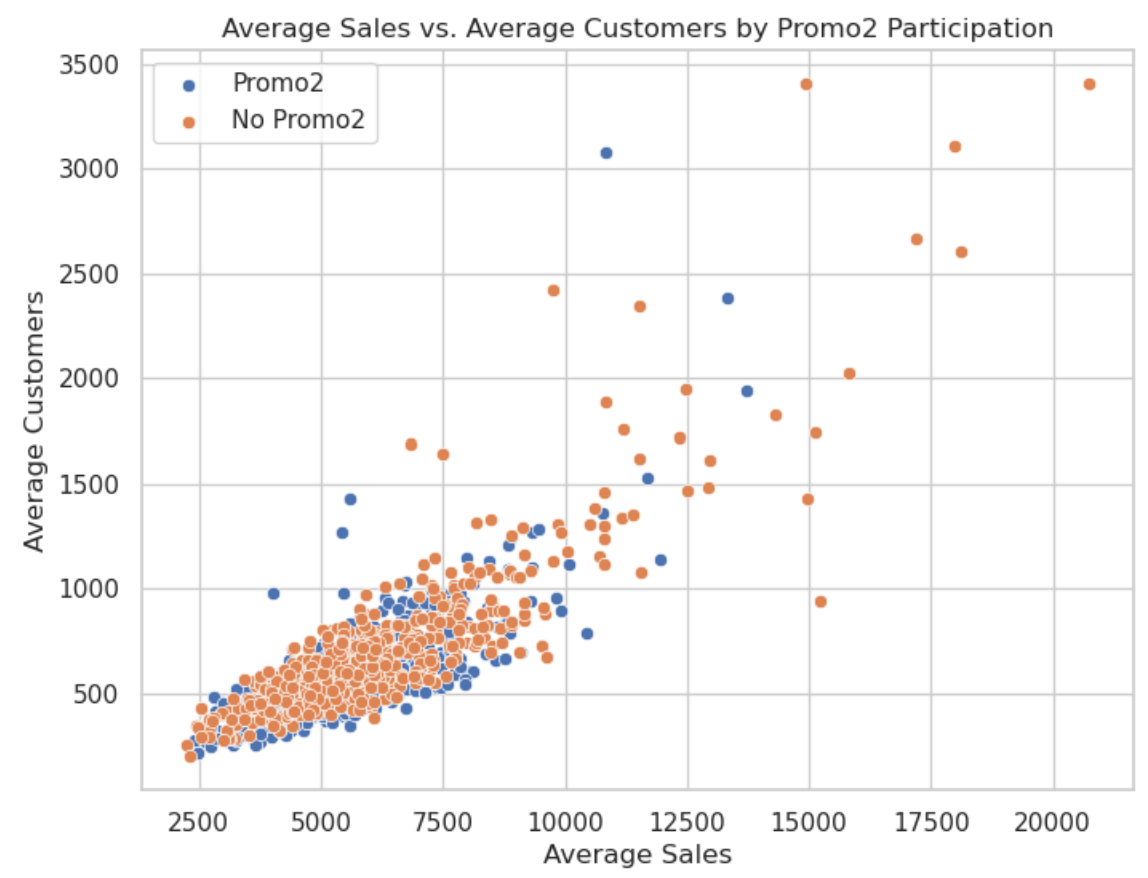 Average Sales vs. Average Customers by Promo2 Participation
3500
Promo2
No Promo2
3000
2500
2000
1500
1000
500
Average Customers
2500 5000 7500 10000 12500 15000 17500 20000
Average Sales